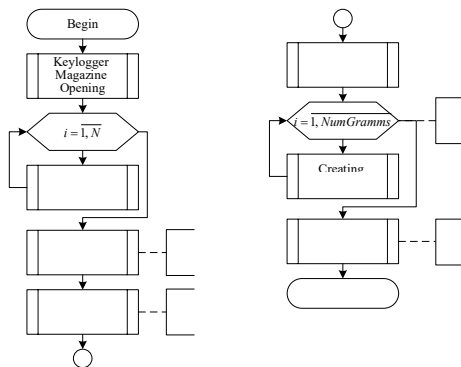 Begin
Keylogger
Magazine
Opening
i = 1, N
i = 1, NumGramms
Creating